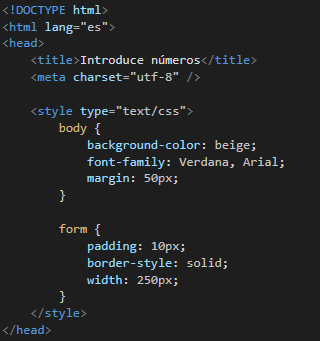 <!DOCTYPE html>
<html lang="es">
<head>
    <title>Introduce números</title>
    <meta charset="utf-8" />

    <style type="text/css">
        body {
            background-color: beige;
            font-family: Verdana, Arial;
            margin: 50px;
        }

        form {
            padding: 10px;
            border-style: solid;
            width: 250px;
        }
    </style>
</head>